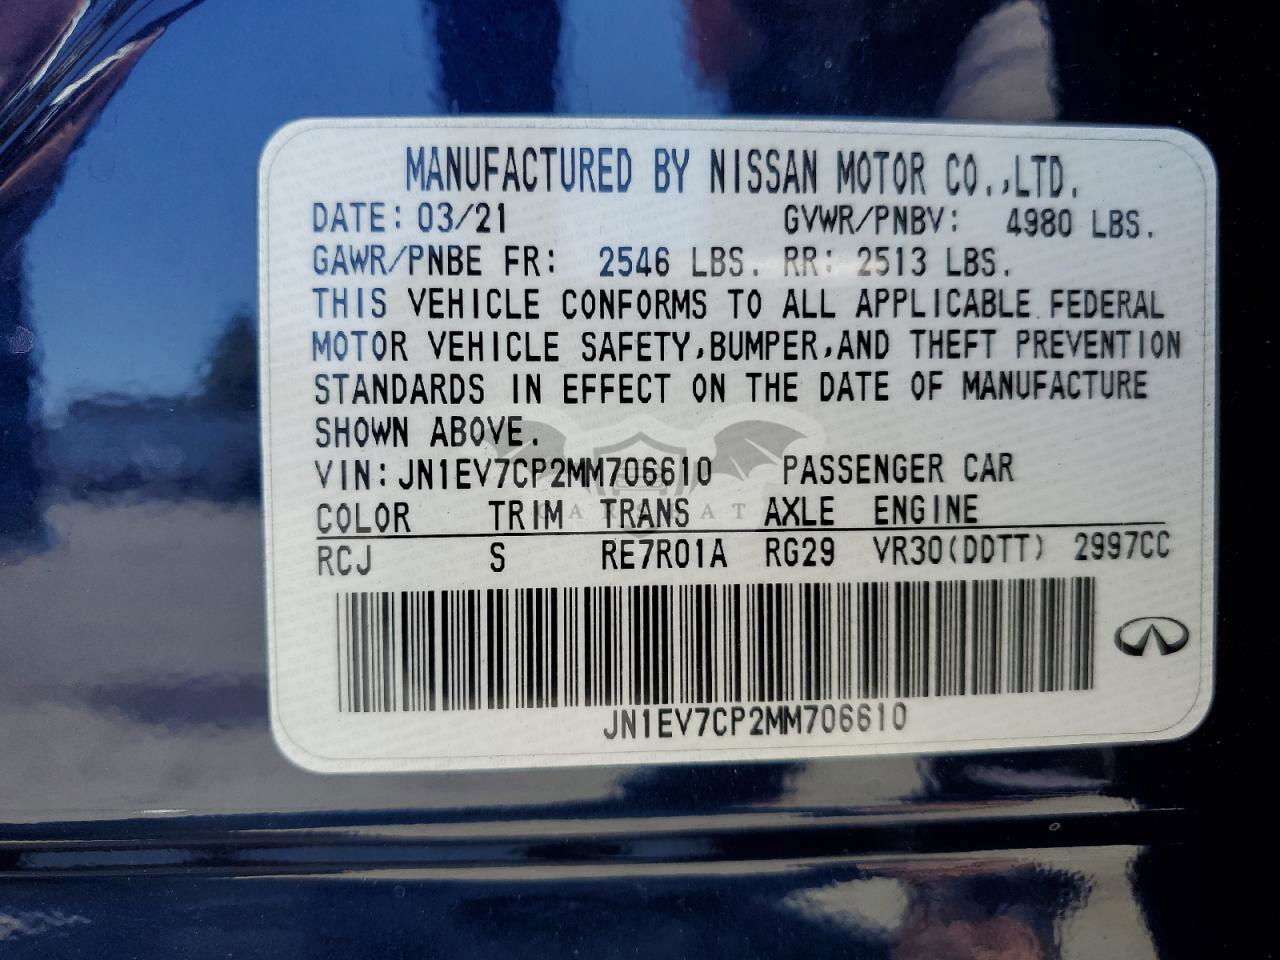 MANUFACTURED BY NISSAN MOTOR CO.,LTD.
DATE: 03/21 GVWR/PNBV: 4980 LBS.
GAWR/PNBE FR: 2546 LBS. RR: 2513 LBS.
THIS VEHICLE CONFORMS TO ALL APPLICABLE FEDERAL
MOTOR VEHICLE SAFETY,BUMPER,AND THEFT PREVENTION
STANDARDS IN EFFECT ON THE DATE OF MANUFACTURE
SHOWN ABOVE.
VIN: JN1EV7CP2MM706610 PASSENGER CAR
COLOR TRIM TRANS AXLE ENGINE
RCJ S RE7R01A RG29 VR30(DDTT) 2997CC
JN1EV7CP2MM706610